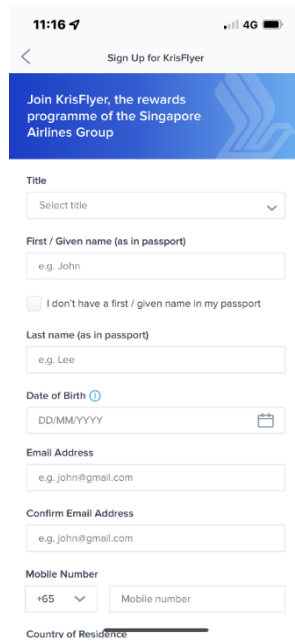 11:16
4G
Sign Up for KrisFlyer
Join KrisFlyer, the rewards
programme of the Singapore
Airlines Group
Title
Select title
First / Given name (as in passport)
e.g. John
I don't have a first / given name in my passport
Last name (as in passport)
e.g. Lee
Date of Birth
DD/MM/YYYY
Email Address
e.g. john@gmail.com
Confirm Email Address
e.g. john@gmail.com
Mobile Number
+65
Mobile number
Country of Residence